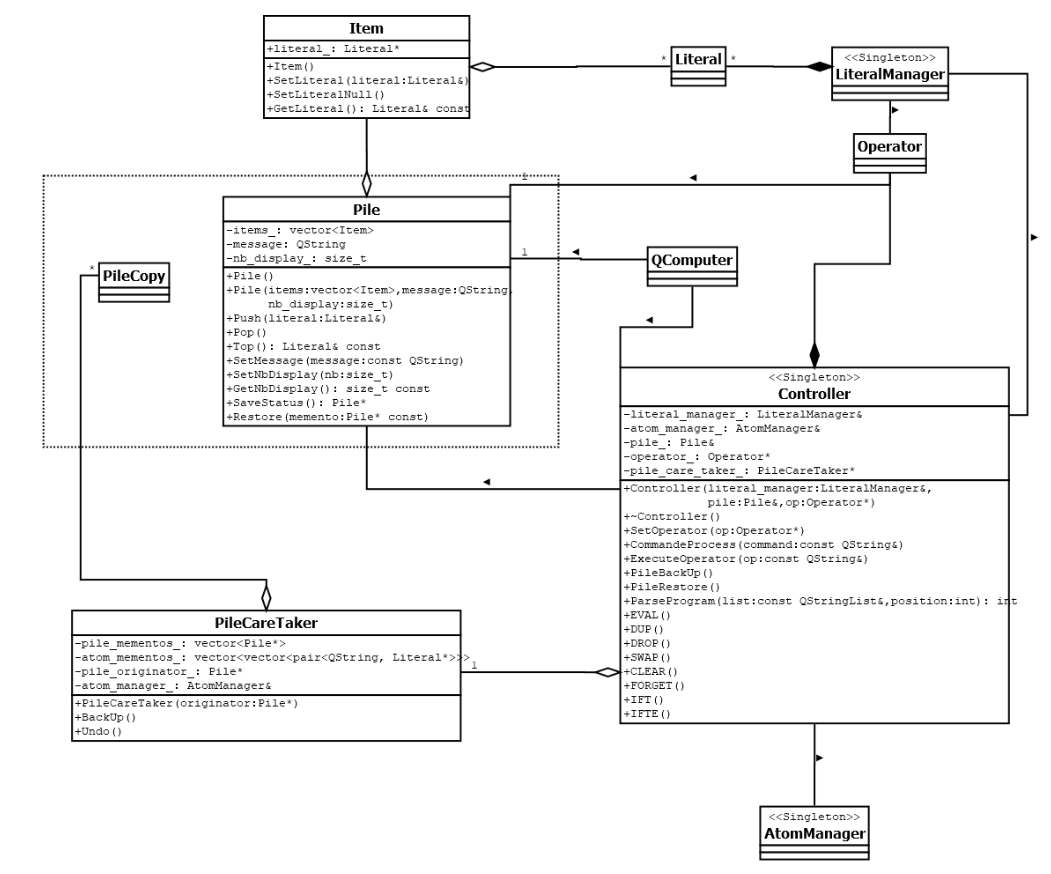 Item
+literal_: Literal*
+Item()
+SetLiteral(literal:Literal&)
+SetLiteralNull()
+GetLiteral(): Literal& const
*
Literal
*
<<Singleton>>
LiteralManager
Operator
1
Pile
-items_: vector<Item>
-message: QString
-nb_display_: size_t
+Pile()
+Pile(items:vector<Item>,message:QString,
nb_display:size_t)
+Push(literal:Literal&)
+Pop()
+Top(): Literal& const
+SetMessage(message:const QString)
+SetNbDisplay(nb:size_t)
+GetNbDisplay(): size_t const
+SaveStatus(): Pile*
+Restore(memento:Pile* const)
1
QComputer
*
PileCopy
<<Singleton>>
Controller
-literal_manager_: LiteralManager&
-atom_manager_: AtomManager&
-pile_: Pile&
-operator_: Operator*
-pile_care_taker_: PileCareTaker*
+Controller(literal_manager:LiteralManager&,
pile:Pile&,op:Operator*)
+~Controller()
+SetOperator(op:Operator*)
+CommandeProcess(command:const QString&)
+ExecuteOperator(op:const QString&)
+PileBackUp()
+PileRestore()
+ParseProgram(list:const QStringList&,position:int): int
+EVAL()
+DUP()
+DROP()
+SWAP()
+CLEAR()
+FORGET()
+IFT()
+IFTE()
PileCareTaker
-pile_mementos_: vector<Pile*>
-atom_mementos_: vector<vector<pair<QString, Literal*>>>
-pile_originator_: Pile*
-atom_manager_: AtomManager&
+PileCareTaker(originator:Pile*)
+BackUp()
+Undo()
1
<<Singleton>>
AtomManager